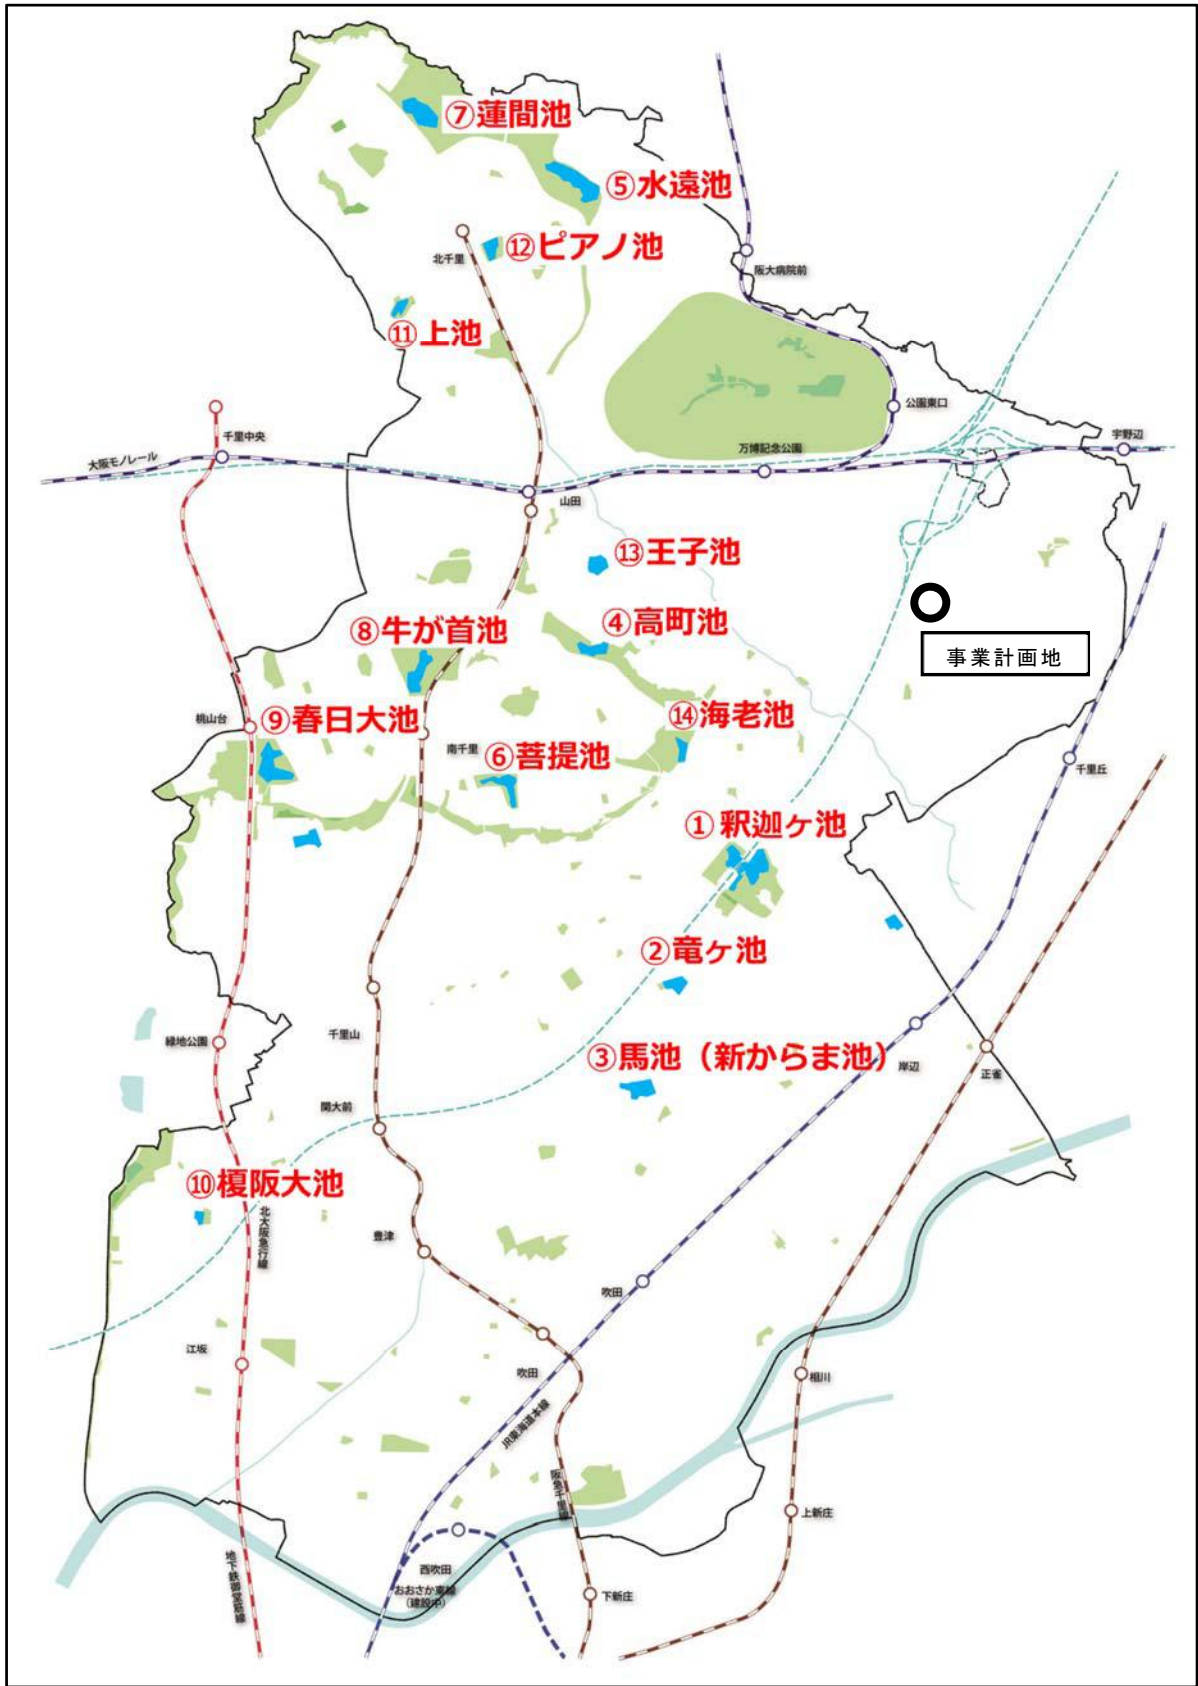 ⑦蓮間池
⑤水遠池
北千里
⑫ピアノ池
阪大病院前
⑪上池
公園東口
千里中央
万博記念公園
宇野辺
大阪モノレール
山田
⑬王子池
④高町池
⑧牛が首池
事業計画地
桃山台
⑨春日大池
⑭海老池
南千里
⑥菩提池
千里丘
①釈迦ヶ池
②竜ヶ池
千里山
緑地公園
③馬池（新からま池）
岸辺
正雀
関大前
⑩榎阪大池
北大阪急行線
豊津
吹田
江坂
吹田
相川
JR東海道本線
阪急千里線
上新庄
地下鉄御堂筋線
西吹田
おおさか東線
（建設中）
下新庄